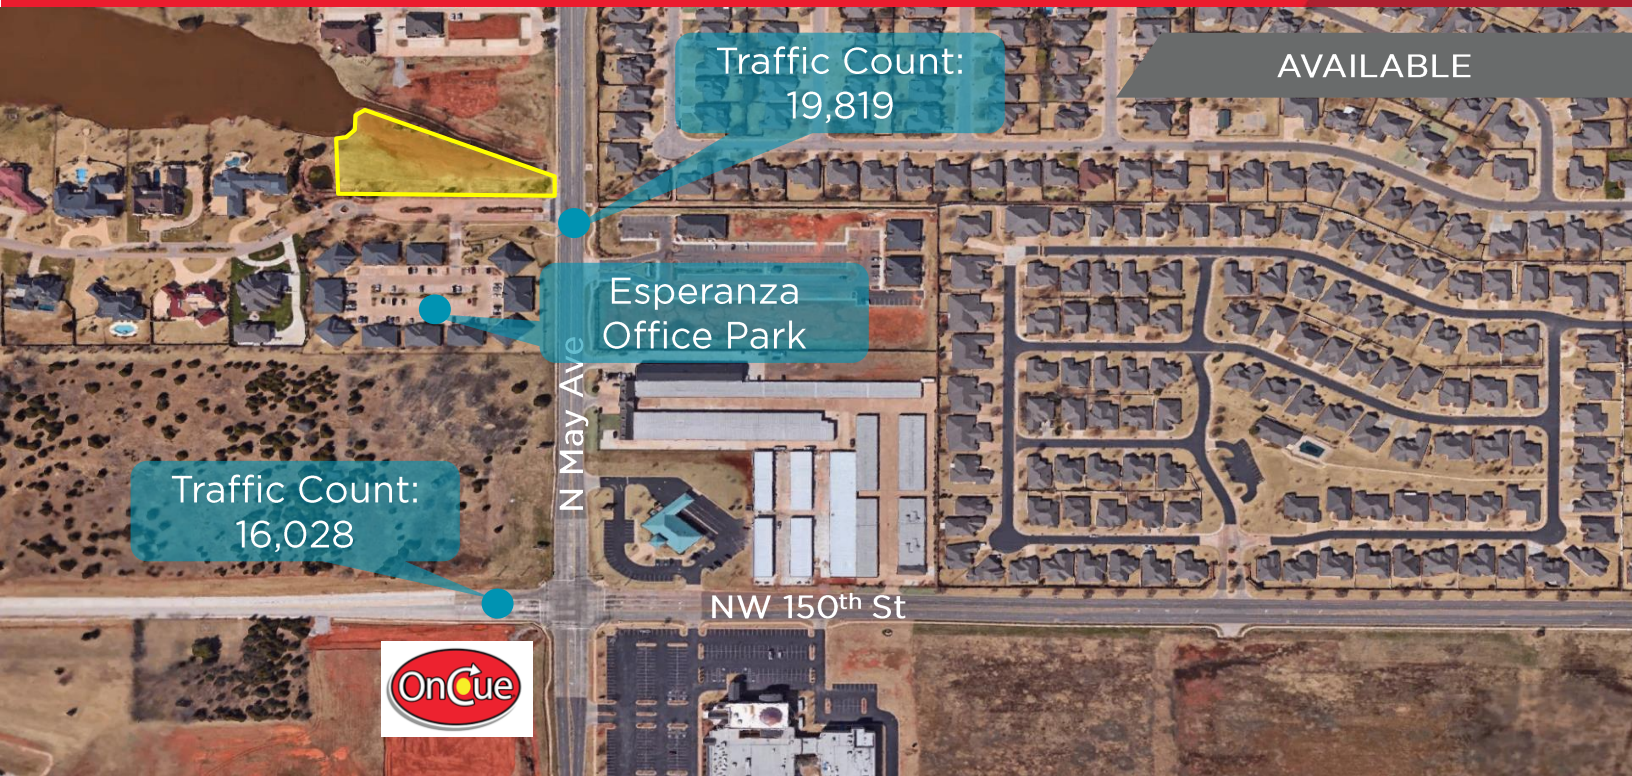 Traffic Count:
19,819
AVAILABLE
Esperanza
Office Park
N May Ave
Traffic Count:
16,028
NW 150th St
OnCue